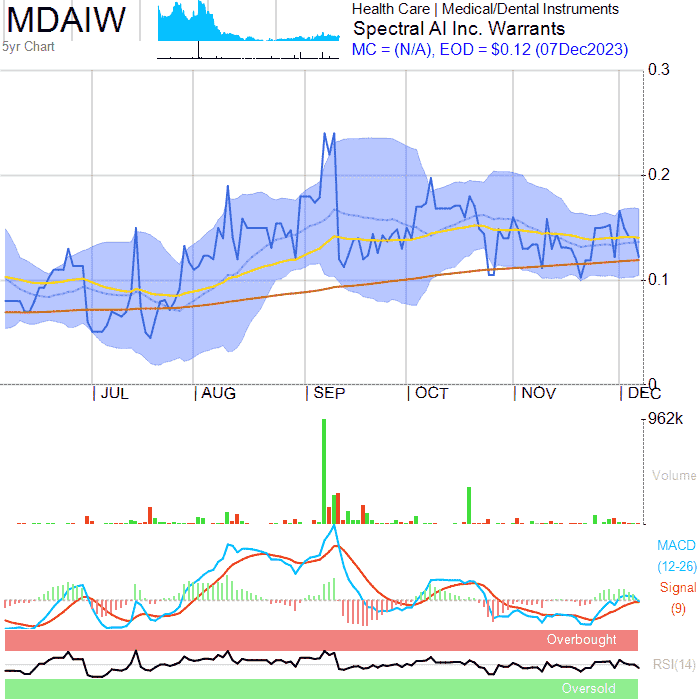 MDAIW
5yr Chart
Health Care | Medical/Dental Instruments
Spectral AI Inc. Warrants
MC = (N/A), EOD = $0.12 (07Dec2023)
0.3
0.2
0.1
0
JUL AUG SEP OCT NOV DEC
962k
Volume
MACD
(12-26)
Signal
(9)
Overbought
RSI(14)
Oversold